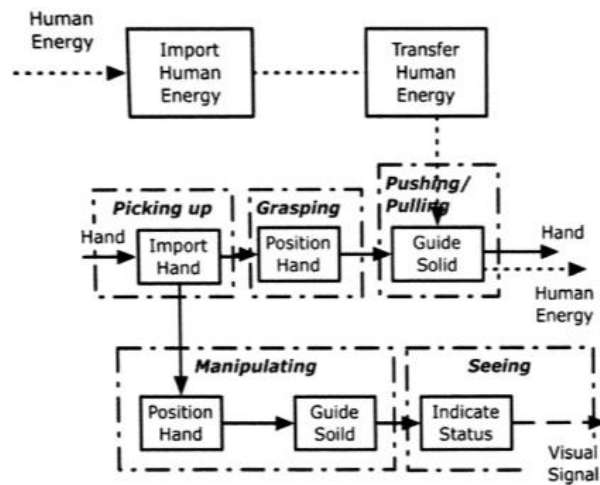 Human
Energy
Import
Human
Energy
Transfer
Human
Energy
Picking up
Grasping
Pushing/
Pulling
Hand
Import
Hand
Position
Hand
Guide
Solid
Hand
Human
Energy
Manipulating
Seeing
Position
Hand
Guide
Soild
Indicate
Status
Visual
Signal